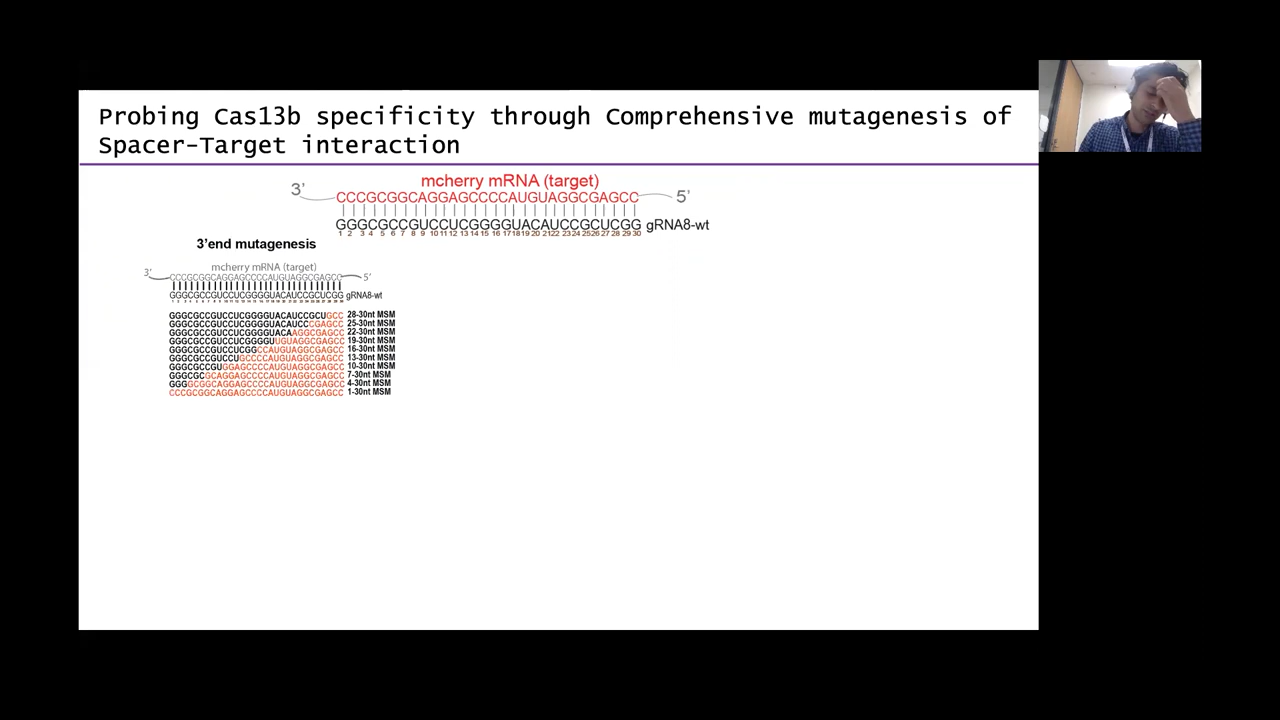 Probing Cas13b specificity through Comprehensive mutagenesis of
Spacer-Target interaction
mcherry mRNA (target)
3' CCCGCGGCAGGAGCCCCAUGUAGGCGAGCC 5'
GGGCGCCGUCCUCGGGGUACAUCCGCUCGG gRNA8-wt
1 2 3 4 5 6 7 8 9 10 11 12 13 14 15 16 17 18 19 20 21 22 23 24 25 26 27 28 29 30
3'end mutagenesis
mcherry mRNA (target)
3' CCCGCGGCAGGAGCCCCAUGUAGGCGAGCC 5'
GGGCGCCGUCCUCGGGGUACAUCCGCUCGG gRNA8-wt
GGGCGCCGUCCUCGGGGUACAUCCGCUGCC 28-30nt MSM
GGGCGCCGUCCUCGGGGUACAUCCCGAGCC 25-30nt MSM
GGGCGCCGUCCUCGGGGUACAAGGCGAGCC 22-30nt MSM
GGGCGCCGUCCUCGGGGUUGUAGGCGAGCC 19-30nt MSM
GGGCGCCGUCCUCGGCCAUGUAGGCGAGCC 16-30nt MSM
GGGCGCCGUCCUGCCCCAUGUAGGCGAGCC 13-30nt MSM
GGGCGCCGUGGAGCCCCAUGUAGGCGAGCC 10-30nt MSM
GGGCGCGCAGGAGCCCCAUGUAGGCGAGCC 7-30nt MSM
GGGGCGGCAGGAGCCCCAUGUAGGCGAGCC 4-30nt MSM
CCCGCGGCAGGAGCCCCAUGUAGGCGAGCC 1-30nt MSM